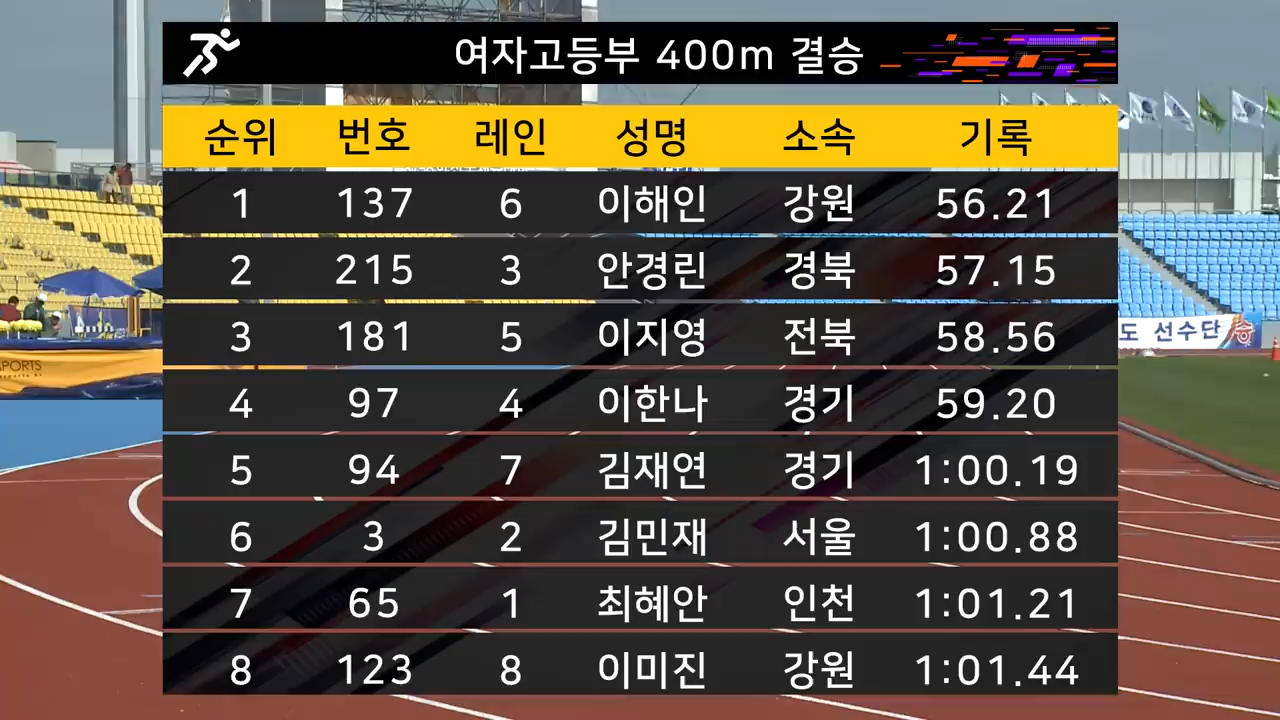 여자고등부 400m 결승
순위 번호 레인 성명 소속 기록
1 137 6 이해인 강원 56.21
2 215 3 안경린 경북 57.15
3 181 5 이지영 전북 58.56
4 97 4 이한나 경기 59.20
5 94 7 김재연 경기 1:00.19
6 3 2 김민재 서울 1:00.88
7 65 1 최혜안 인천 1:01.21
8 123 8 이미진 강원 1:01.44
도 선수단
SPORTS